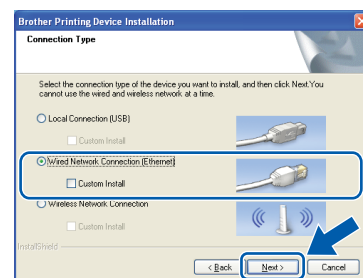 Brother Printing Device Installation
Connection Type
Select the connection type of the device you want to install, and then click Next.You
cannot use the wired and wireless network at a time.
Local Connection (USB)
Custom Install
Wired Network Connection (Ethernet)
Custom Install
Wireless Network Connection
Custom Install
InstallShield
< Back
Next >
Cancel